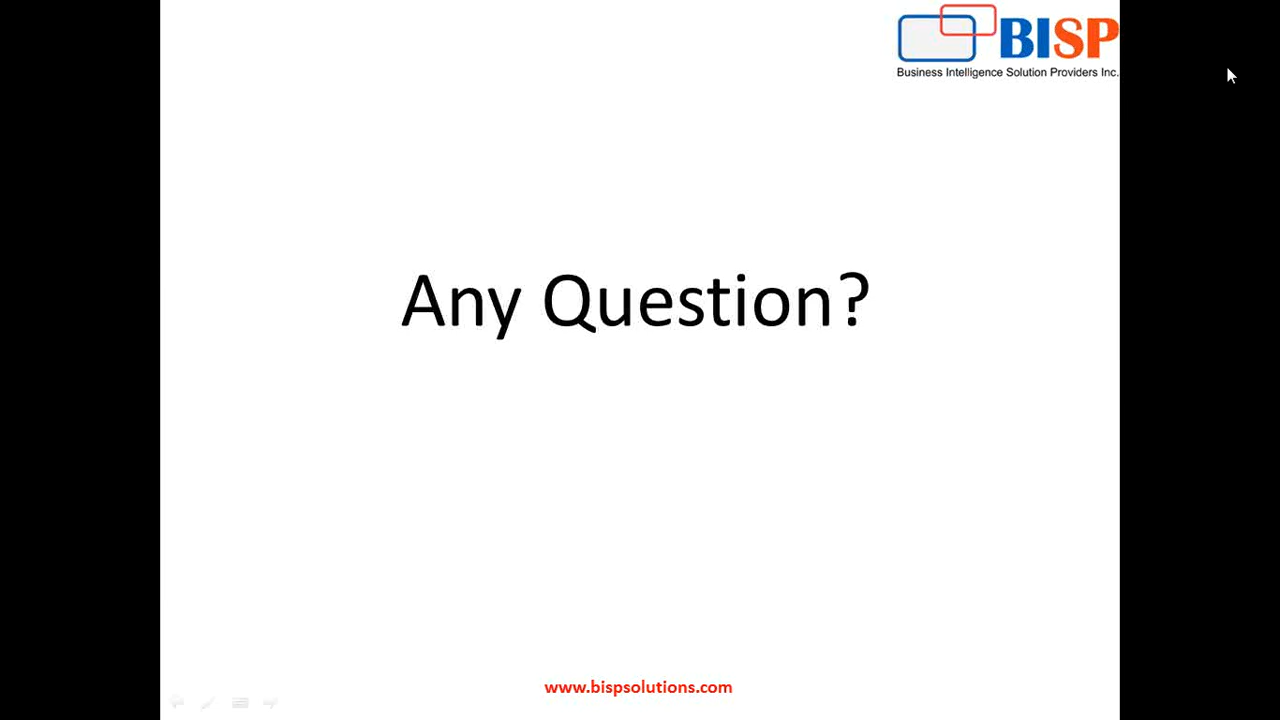 BISP
Business Intelligence Solution Providers Inc.
Any Question?
www.bispsolutions.com